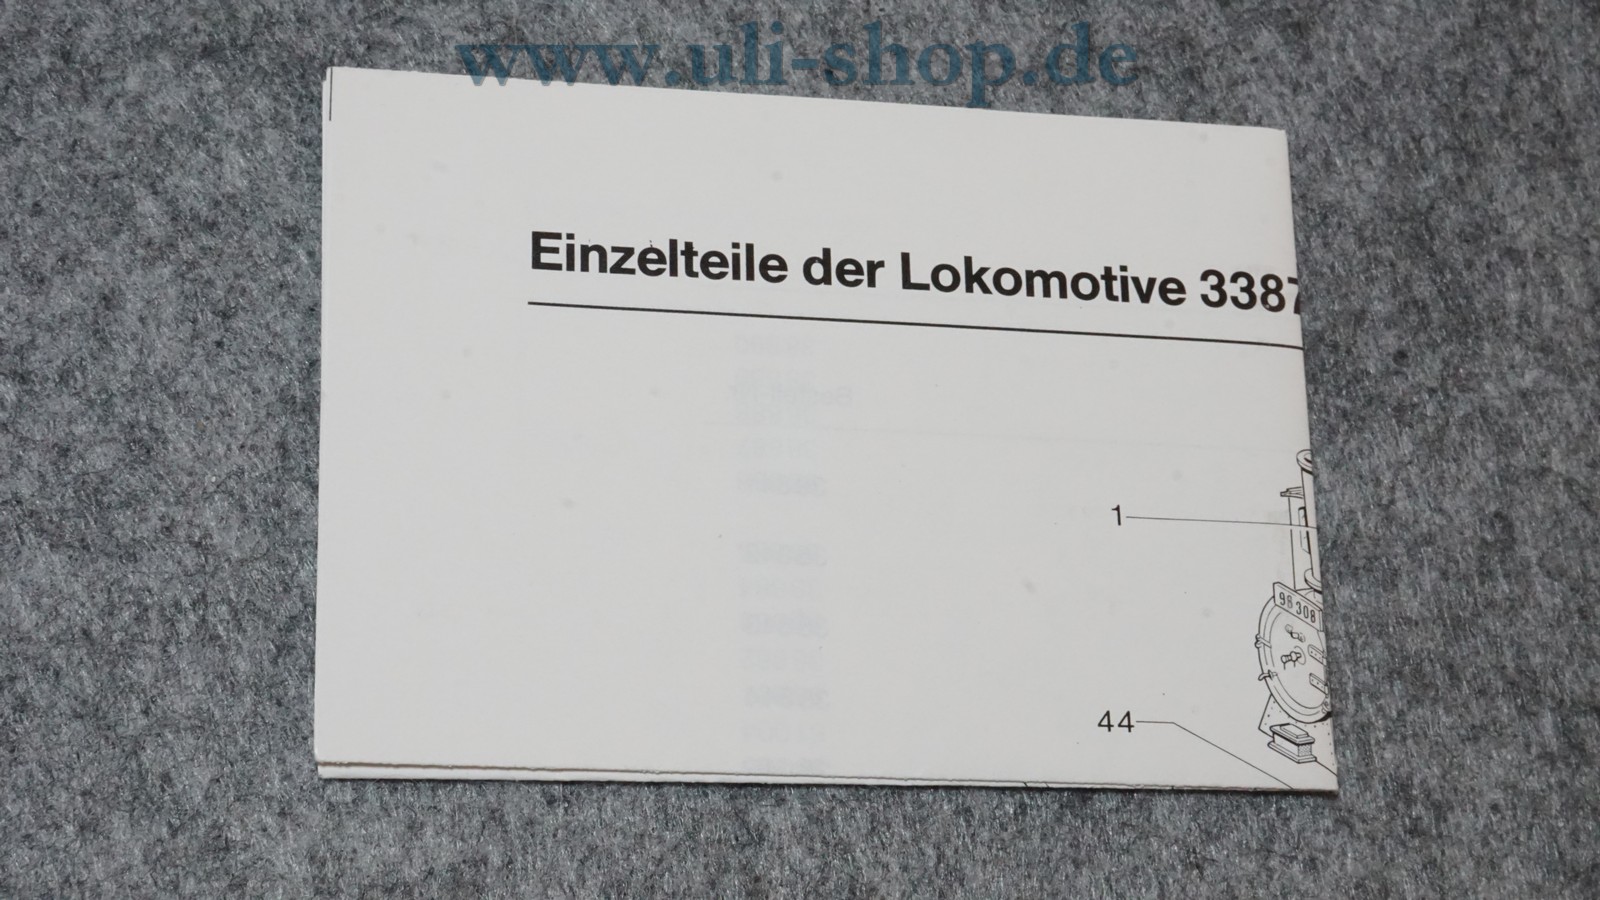 www.uli-shop.de
Einzelteile der Lokomotive 3387
1
98 308
44